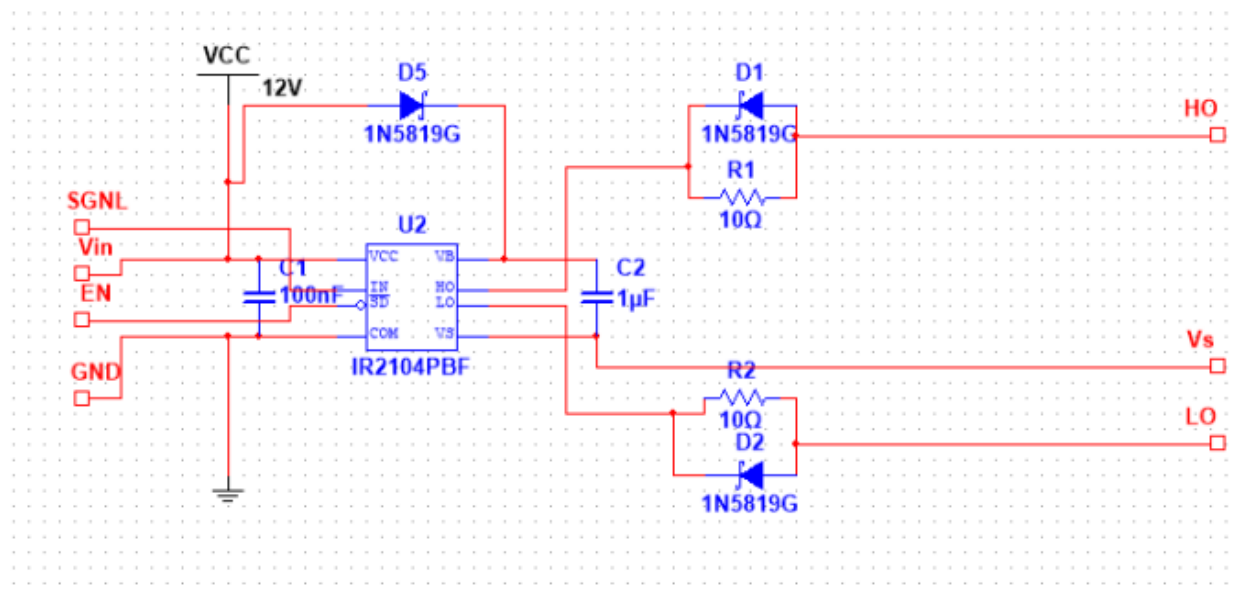 VCC
12V
D5
1N5819G
D1
1N5819G
HO
R1
10Ω
SGNL
Vin
EN
GND
U2
VCC
IN
SD
COM
VB
HO
LO
VS
IR2104PBF
C1
100nF
C2
1µF
Vs
R2
10Ω
LO
D2
1N5819G